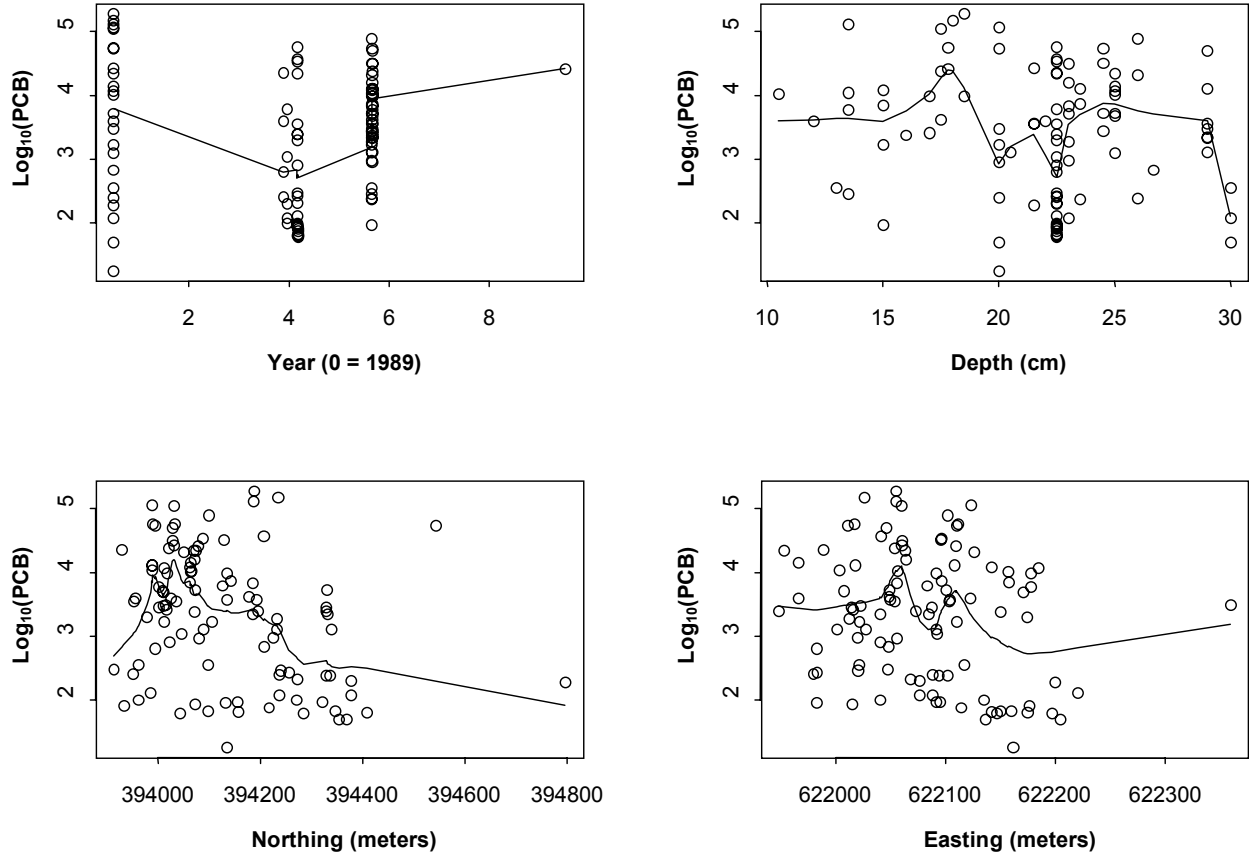 5
4
3
2
Log₁₀(PCB)
2 4 6 8
Year (0 = 1989)
5
4
3
2
Log₁₀(PCB)
10 15 20 25 30
Depth (cm)
5
4
3
2
Log₁₀(PCB)
394000 394200 394400 394600 394800
Northing (meters)
5
4
3
2
Log₁₀(PCB)
622000 622100 622200 622300
Easting (meters)